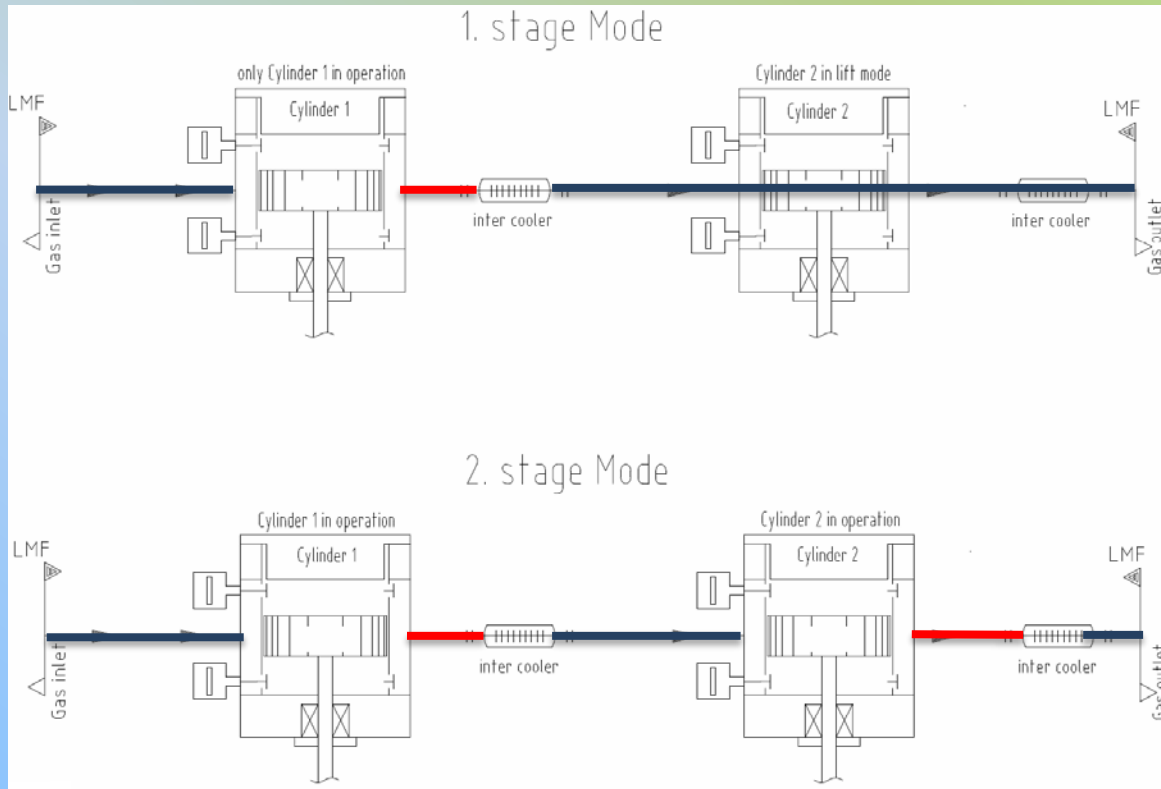 1. stage Mode
only Cylinder 1 in operation
Cylinder 2 in lift mode
LMF
Cylinder 1
Cylinder 2
LMF
Gas inlet
inter cooler
inter cooler
Gas outlet
2. stage Mode
Cylinder 1 in operation
Cylinder 2 in operation
LMF
Cylinder 1
Cylinder 2
LMF
Gas inlet
inter cooler
inter cooler
Gas outlet